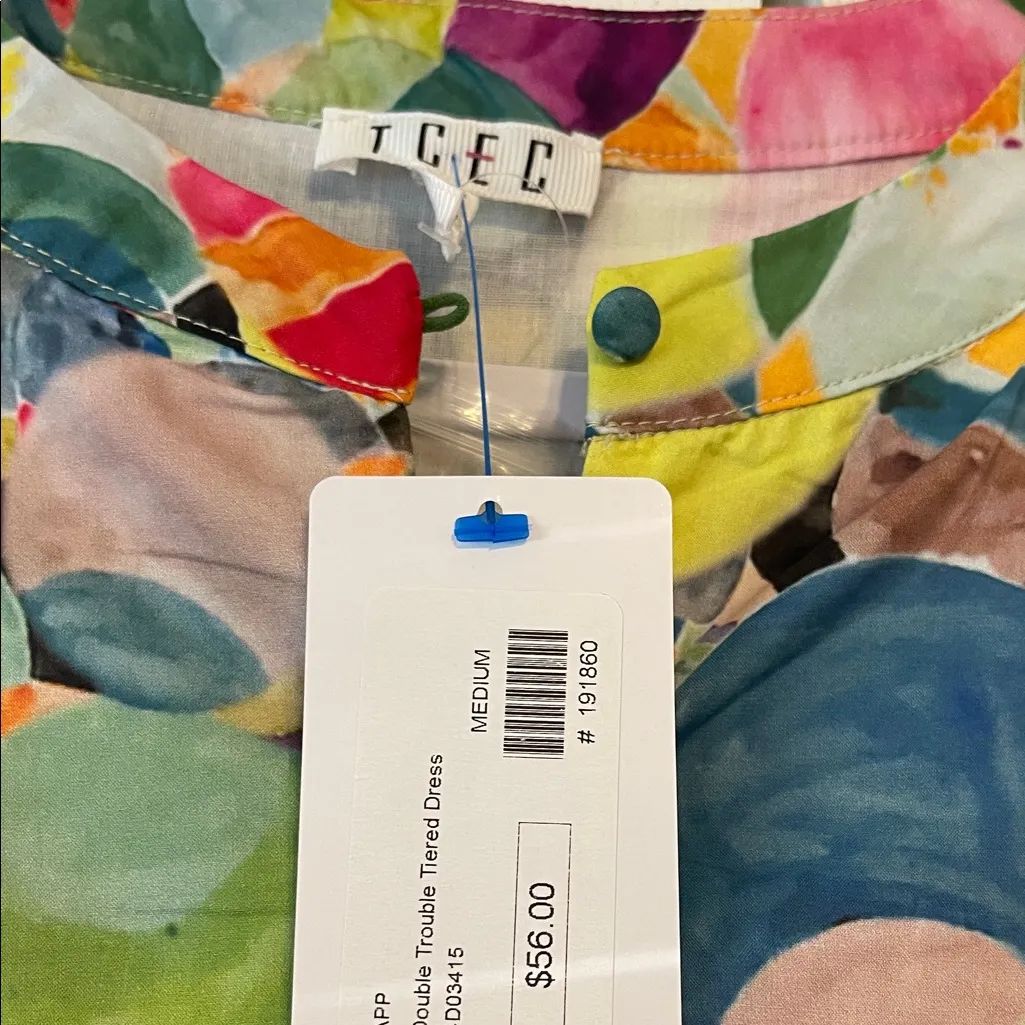 TCEC
MEDIUM
# 191860
Double Trouble Tiered Dress
D03415
$56.00
APP